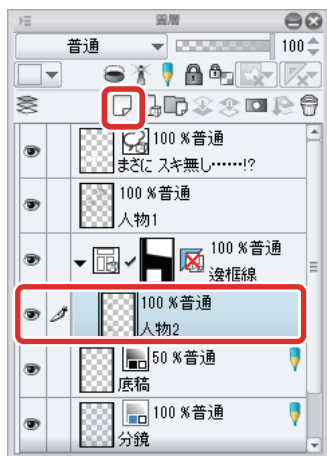 圖層
普通 100
100 %普通
まさに スキ無し……!?
100 %普通
人物1
100 %普通
邊框線
100 %普通
人物2
50 %普通
底稿
100 %普通
分鏡